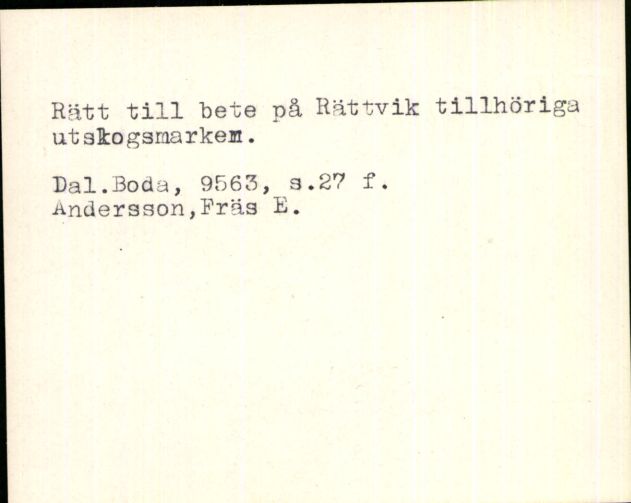 Rätt till bete på Rättvik tillhöriga
utskogsmarken.
Dal.Boda, 9563, s.27 f.
Andersson,Fräs E.